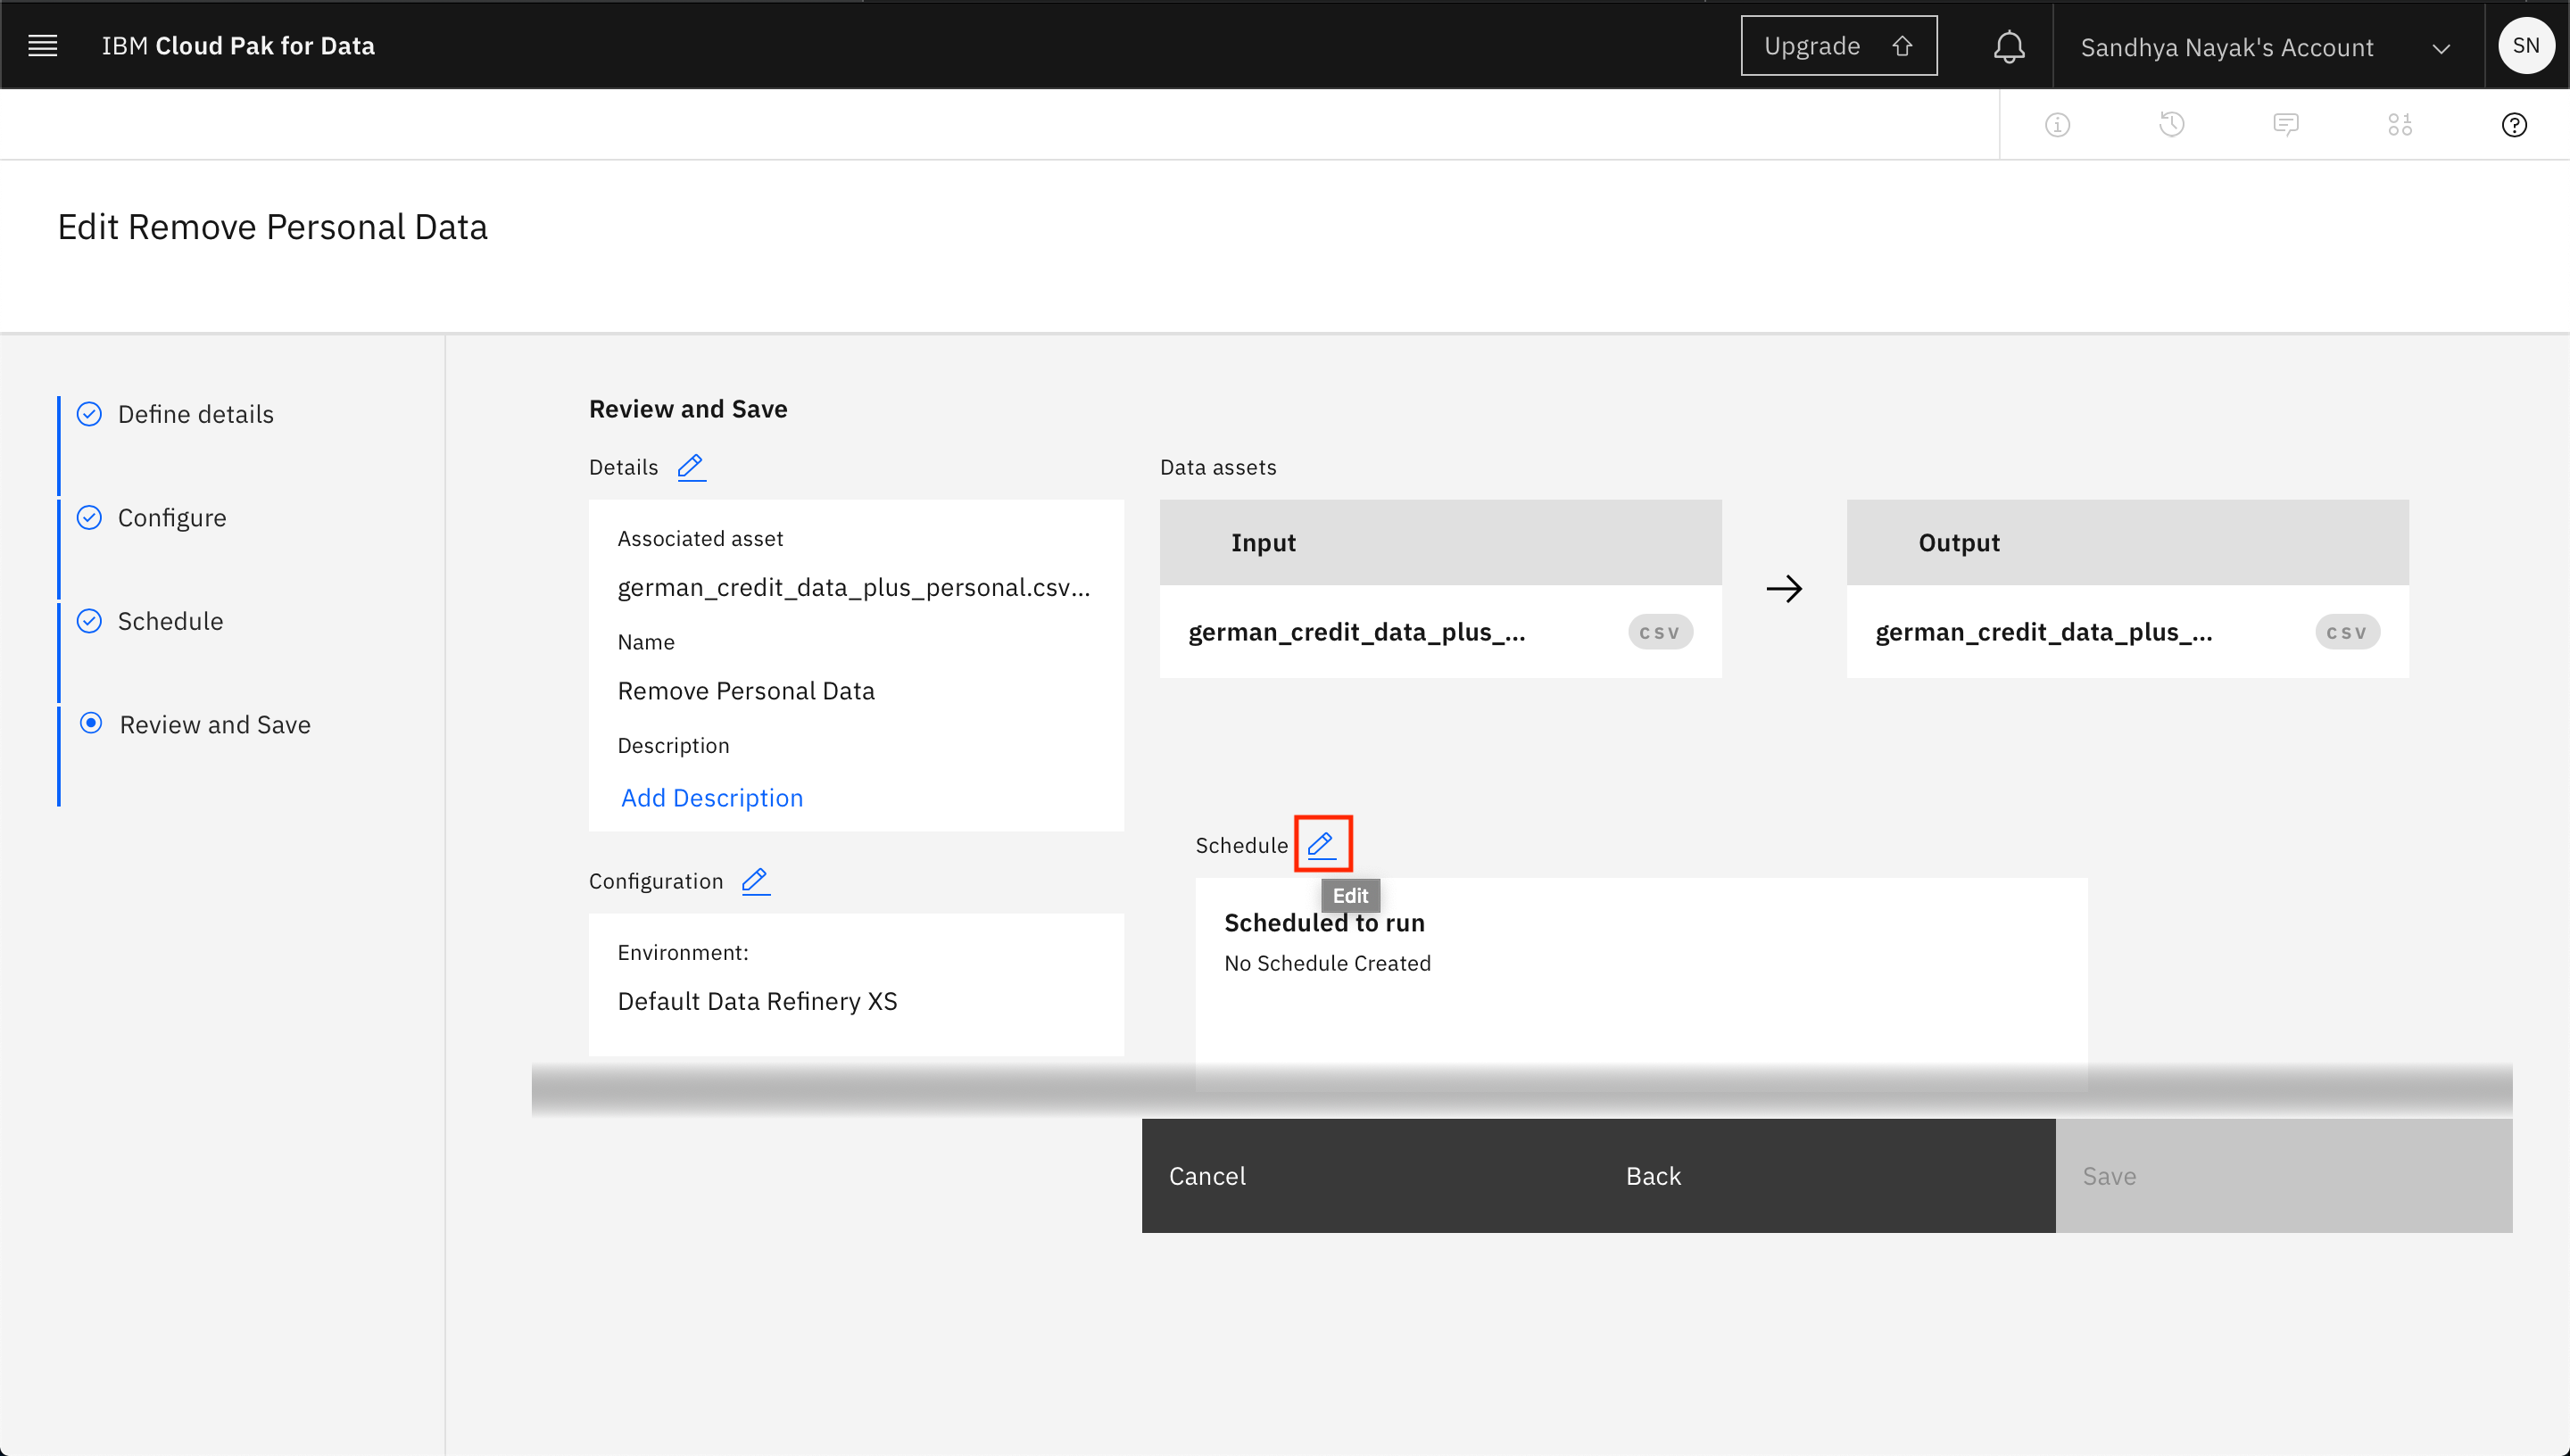 IBM Cloud Pak for Data
Upgrade
Sandhya Nayak's Account
SN
Edit Remove Personal Data
Define details
Configure
Schedule
Review and Save
Review and Save
Details
Associated asset
german_credit_data_plus_personal.csv...
Name
Remove Personal Data
Description
Add Description
Configuration
Environment:
Default Data Refinery XS
Data assets
Input
german_credit_data_plus_...
csv
Output
german_credit_data_plus_...
csv
Schedule
Edit
Scheduled to run
No Schedule Created
Cancel
Back
Save